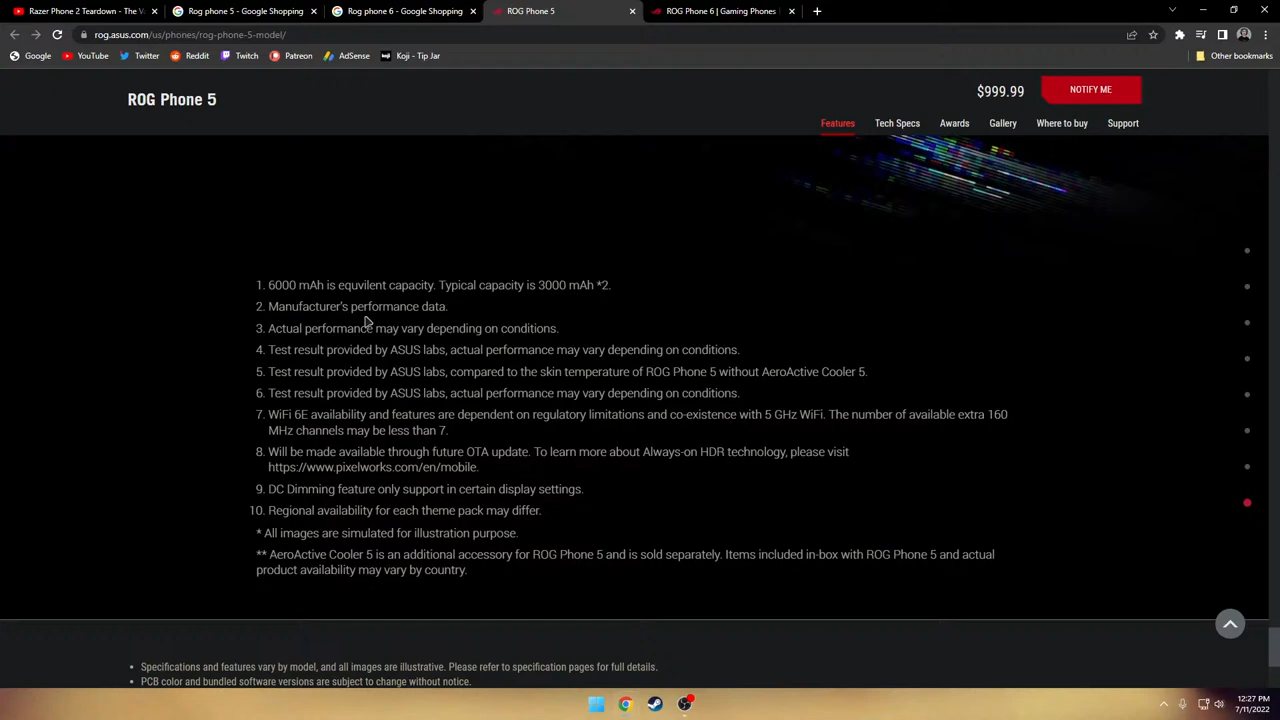 Razer Phone 2 Teardown - The V
Rog phone 5 - Google Shopping
Rog phone 6 - Google Shopping
ROG Phone 5
ROG Phone 6 | Gaming Phones
rog.asus.com/us/phones/rog-phone-5-model/
Google
YouTube
Twitter
Reddit
Twitch
Patreon
AdSense
Koji - Tip Jar
Other bookmarks
ROG Phone 5
$999.99
NOTIFY ME
Features
Tech Specs
Awards
Gallery
Where to buy
Support
1. 6000 mAh is equvilent capacity. Typical capacity is 3000 mAh *2.
2. Manufacturer's performance data.
3. Actual performance may vary depending on conditions.
4. Test result provided by ASUS labs, actual performance may vary depending on conditions.
5. Test result provided by ASUS labs, compared to the skin temperature of ROG Phone 5 without AeroActive Cooler 5.
6. Test result provided by ASUS labs, actual performance may vary depending on conditions.
7. WiFi 6E availability and features are dependent on regulatory limitations and co-existence with 5 GHz WiFi. The number of available extra 160
MHz channels may be less than 7.
8. Will be made available through future OTA update. To learn more about Always-on HDR technology, please visit
https://www.pixelworks.com/en/mobile.
9. DC Dimming feature only support in certain display settings.
10. Regional availability for each theme pack may differ.
* All images are simulated for illustration purpose.
** AeroActive Cooler 5 is an additional accessory for ROG Phone 5 and is sold separately. Items included in-box with ROG Phone 5 and actual
product availability may vary by country.
• Specifications and features vary by model, and all images are illustrative. Please refer to specification pages for full details.
• PCB color and bundled software versions are subject to change without notice.
12:27 PM
7/11/2022